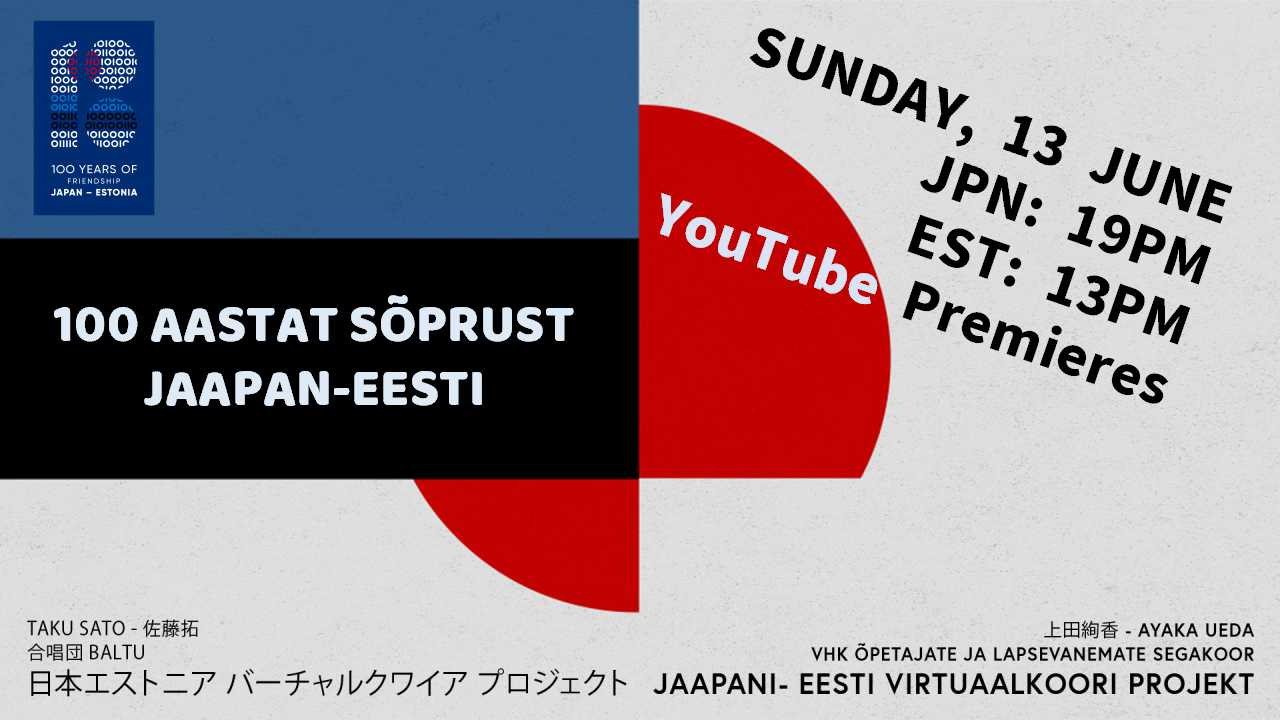 100 YEARS OF
FRIENDSHIP
JAPAN – ESTONIA
SUNDAY, 13 JUNE
JPN: 19PM
EST: 13PM
YouTube Premieres
100 AASTAT SÕPRUST
JAAPAN-EESTI
TAKU SATO - 佐藤拓
合唱団 BALTU
日本エストニア バーチャルクワイア プロジェクト
上田絢香 - AYAKA UEDA
VHK ÕPETAJATE JA LAPSEVANEMATE SEGAKOOR
JAAPANI- EESTI VIRTUAALKOORI PROJEKT